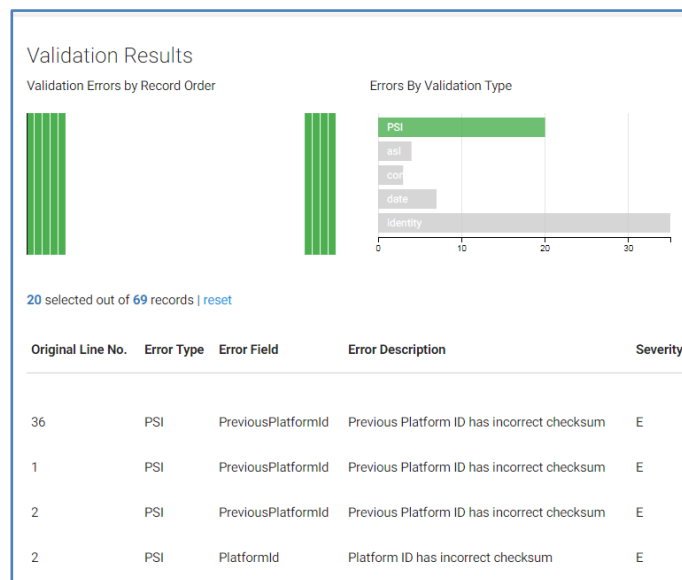 Validation Results
Validation Errors by Record Order
Errors By Validation Type
PSI
asi
cor
date
identity
0 10 20 30
20 selected out of 69 records | reset
Original Line No. Error Type Error Field Error Description Severity
36 PSI PreviousPlatformId Previous Platform ID has incorrect checksum E
1 PSI PreviousPlatformId Previous Platform ID has incorrect checksum E
2 PSI PreviousPlatformId Previous Platform ID has incorrect checksum E
2 PSI PlatformId Platform ID has incorrect checksum E